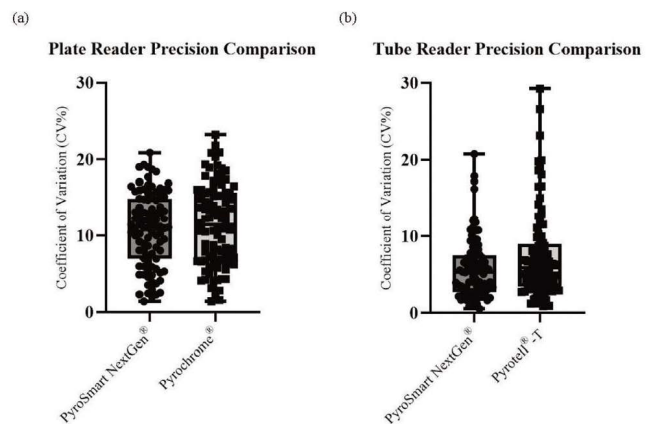 (a)
Plate Reader Precision Comparison
Coefficient of Variation (CV%)
30
20
10
0
PyroSmart NextGen®
Pyrochrome®
(b)
Tube Reader Precision Comparison
Coefficient of Variation (CV%)
30
20
10
0
PyroSmart NextGen®
Pyrotell®-T